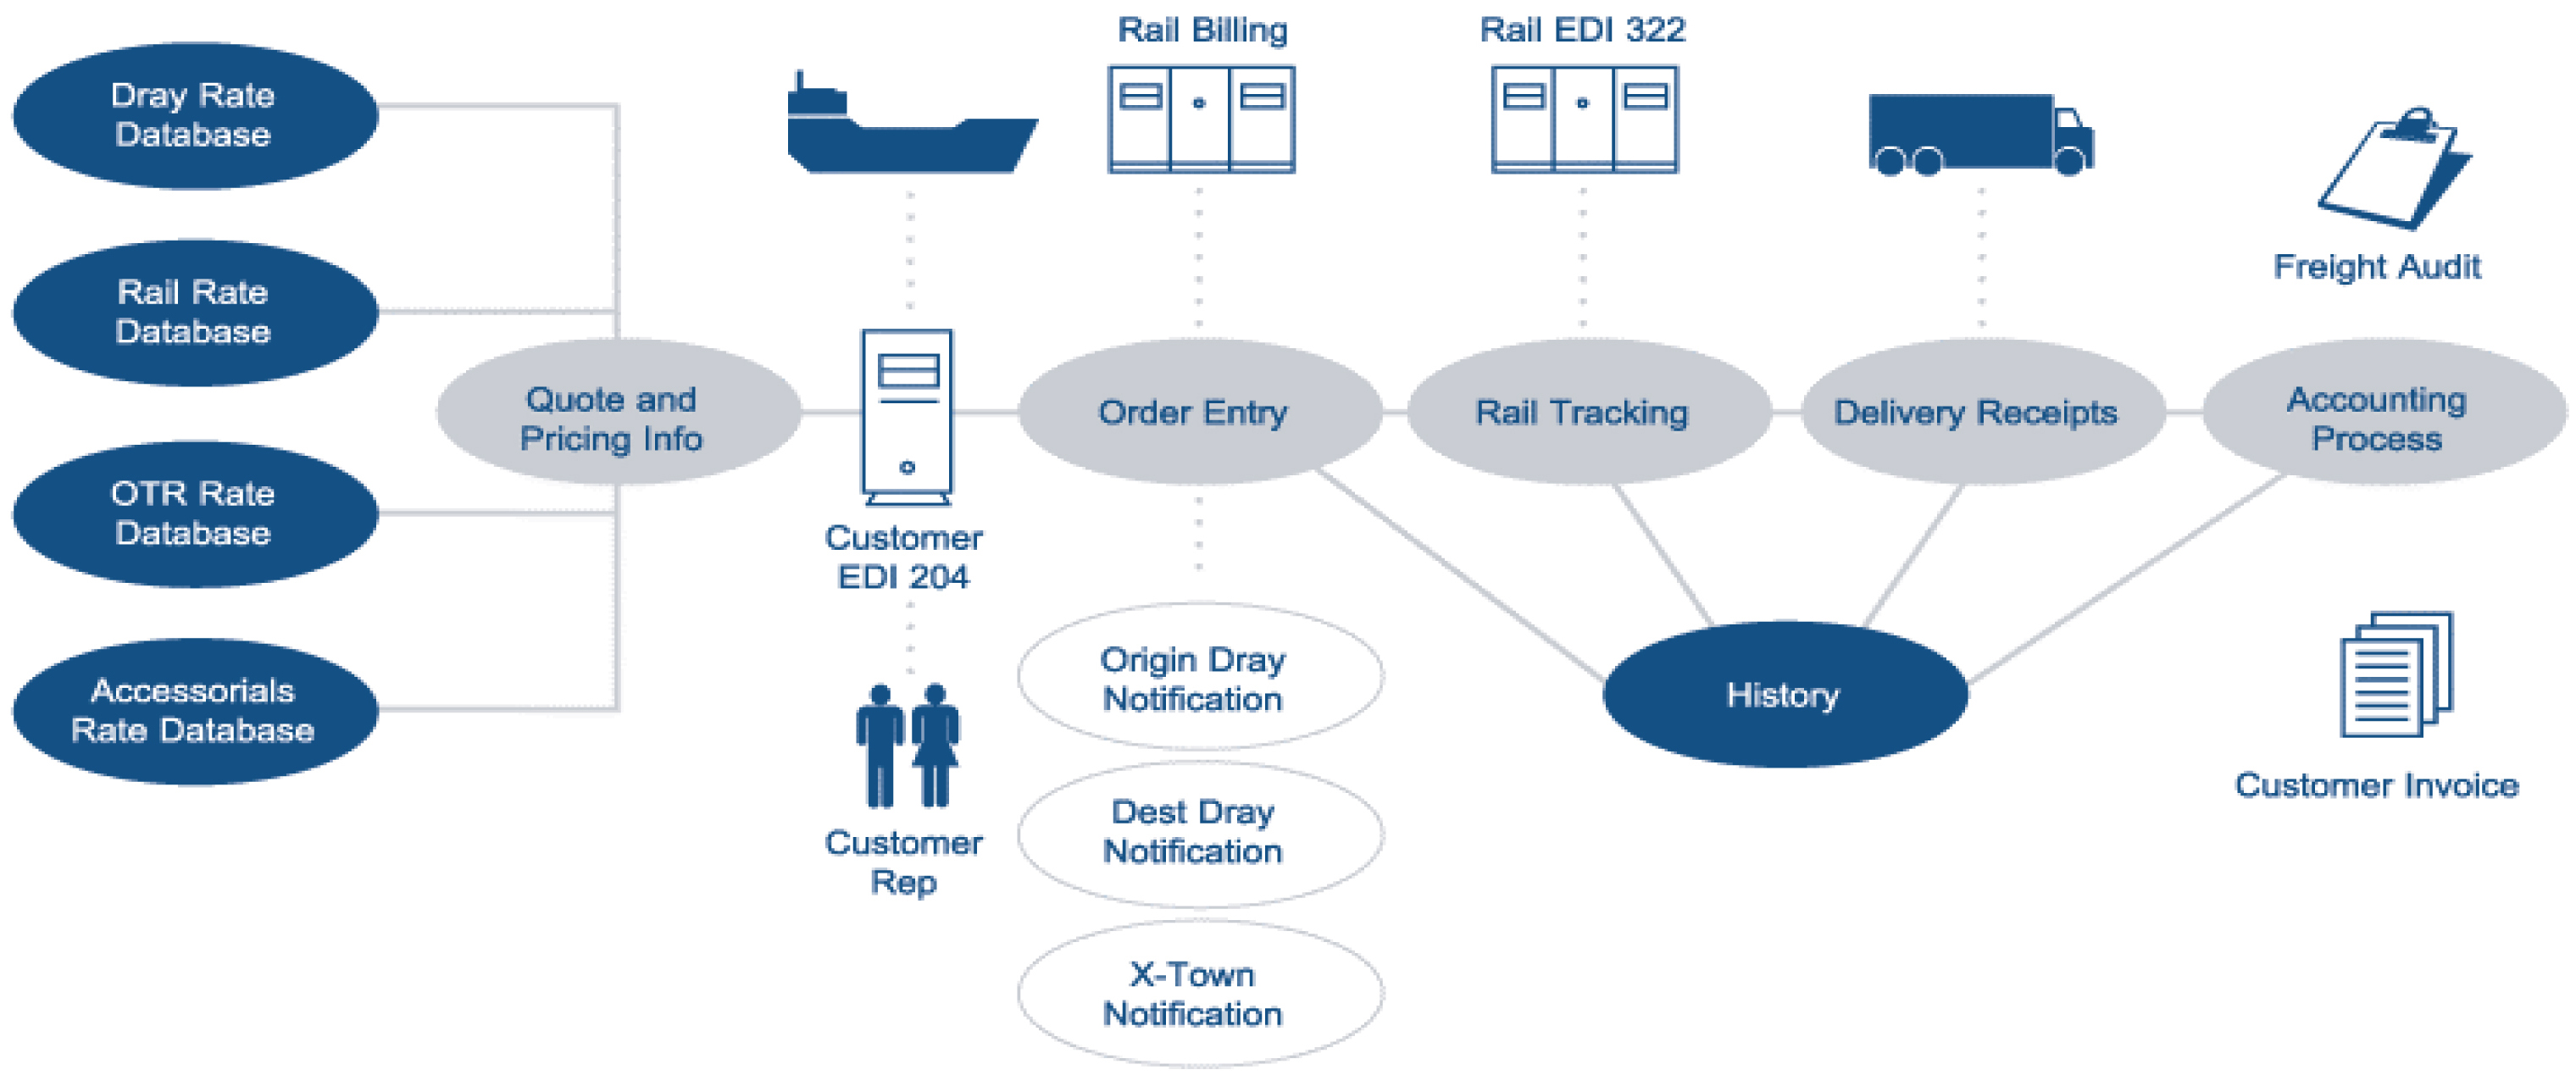 Dray Rate
Database
Rail Rate
Database
OTR Rate
Database
Accessorials
Rate Database
Quote and
Pricing Info
Customer
EDI 204
Customer
Rep
Rail Billing
Order Entry
Origin Dray
Notification
Dest Dray
Notification
X-Town
Notification
Rail EDI 322
Rail Tracking
Delivery Receipts
History
Freight Audit
Accounting
Process
Customer Invoice